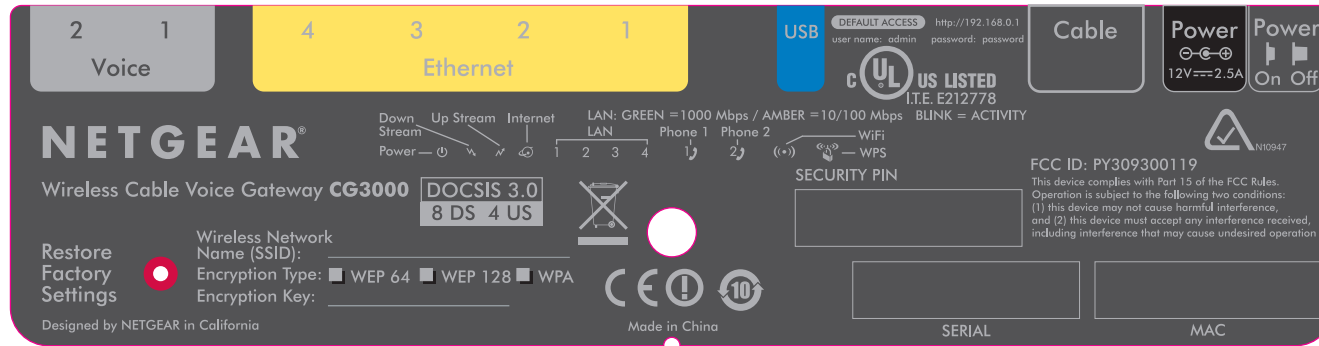 2 1
Voice
4 3 2 1
Ethernet
USB
DEFAULT ACCESS http://192.168.0.1
user name: admin password: password
C UL US LISTED
I.T.E. E212778
Cable
Power
12V 2.5A
Power
On Off
NETGEAR®
Wireless Cable Voice Gateway CG3000
DOCSIS 3.0
8 DS 4 US
LAN: GREEN =1000 Mbps / AMBER =10/100 Mbps BLINK = ACTIVITY
Down Stream
Up Stream
Internet
LAN
Phone 1 Phone 2
WiFi
Power
1 2 3 4
1 2
WPS
N10947
FCC ID: PY309300119
This device complies with Part 15 of the FCC Rules.
Operation is subject to the following two conditions:
(1) this device may not cause harmful interference,
and (2) this device must accept any interference received,
including interference that may cause undesired operation
SECURITY PIN
Restore
Factory
Settings
Wireless Network
Name (SSID):
Encryption Type: WEP 64 WEP 128 WPA
Encryption Key:
Designed by NETGEAR in California
CE
10
Made in China
SERIAL
MAC